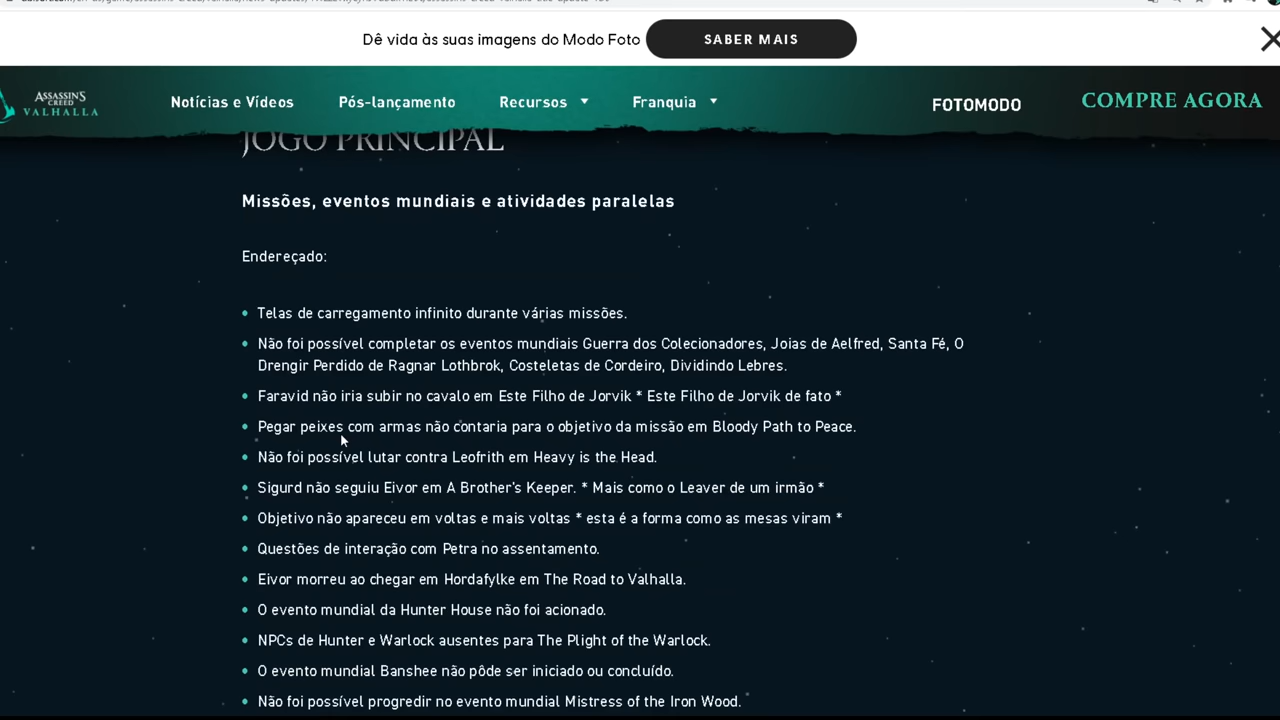 Dê vida às suas imagens do Modo Foto
SABER MAIS
ASSASSIN'S
CREED
VALHALLA
Notícias e Vídeos
Pós-lançamento
Recursos
Franquia
FOTOMODO
COMPRE AGORA
JOGO PRINCIPAL
Missões, eventos mundiais e atividades paralelas
Endereçado:
Telas de carregamento infinito durante várias missões.
Não foi possível completar os eventos mundiais Guerra dos Colecionadores, Joias de Aelfred, Santa Fé, O
Drengir Perdido de Ragnar Lothbrok, Costeletas de Cordeiro, Dividindo Lebres.
Faravid não iria subir no cavalo em Este Filho de Jorvik * Este Filho de Jorvik de fato *
Pegar peixes com armas não contaria para o objetivo da missão em Bloody Path to Peace.
Não foi possível lutar contra Leofrith em Heavy is the Head.
Sigurd não seguiu Eivor em A Brother's Keeper. * Mais como o Leaver de um irmão *
Objetivo não apareceu em voltas e mais voltas * esta é a forma como as mesas viram *
Questões de interação com Petra no assentamento.
Eivor morreu ao chegar em Hordafylke em The Road to Valhalla.
O evento mundial da Hunter House não foi acionado.
NPCs de Hunter e Warlock ausentes para The Plight of the Warlock.
O evento mundial Banshee não pôde ser iniciado ou concluído.
Não foi possível progredir no evento mundial Mistress of the Iron Wood.